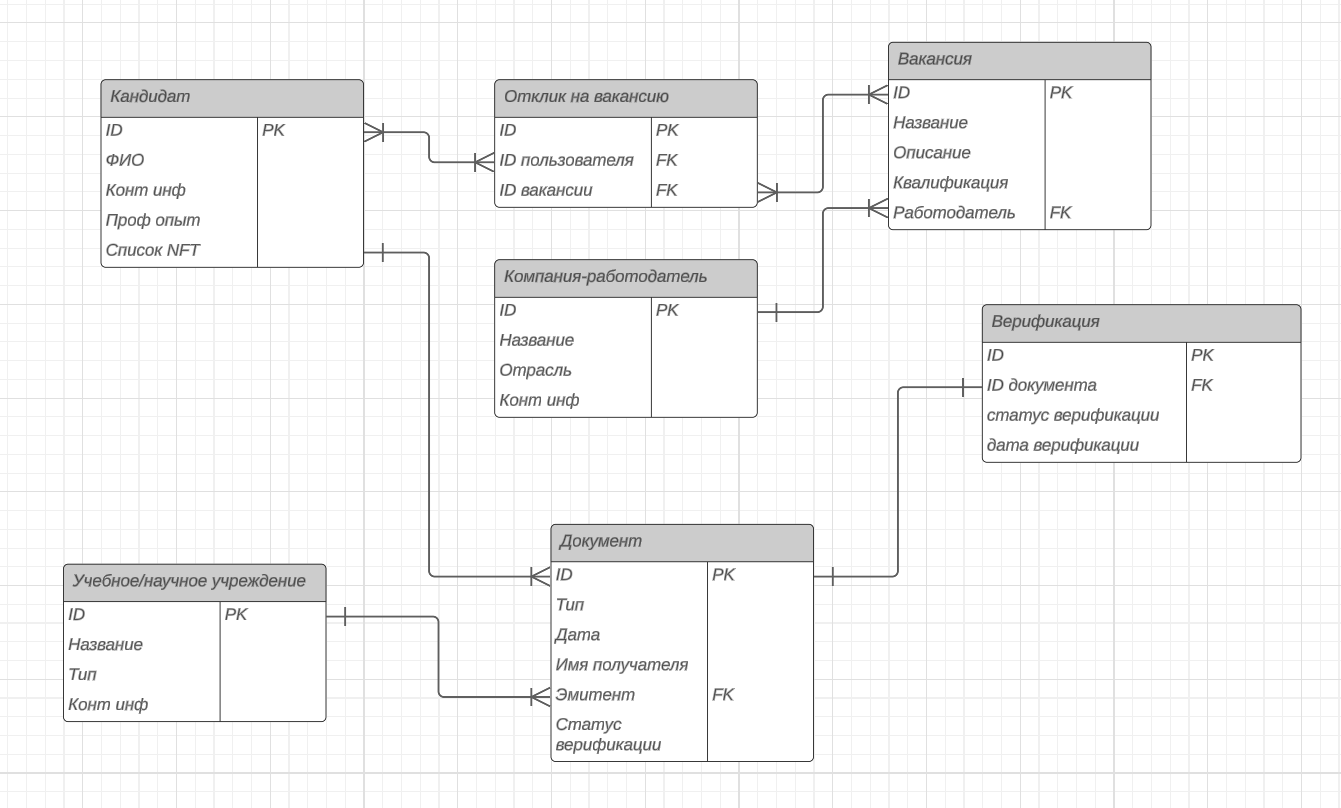 Кандидат
ID PK
ФИО
Конт инф
Проф опыт
Список NFT
Отклик на вакансию
ID PK
ID пользователя FK
ID вакансии FK
Вакансия
ID PK
Название
Описание
Квалификация
Работодатель FK
Компания-работодатель
ID PK
Название
Отрасль
Конт инф
Верификация
ID PK
ID документа FK
статус верификации
дата верификации
Учебное/научное учреждение
ID PK
Название
Тип
Конт инф
Документ
ID PK
Тип
Дата
Имя получателя
Эмитент FK
Статус
верификации